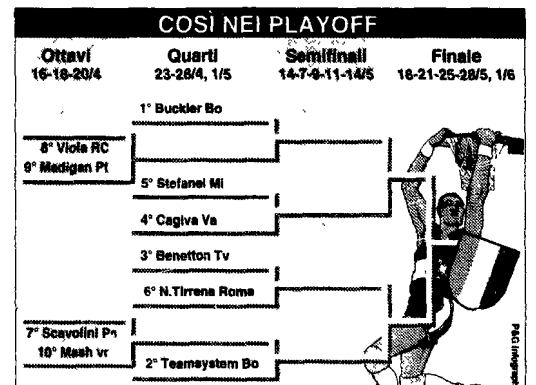 COSÌ NEI PLAYOFF
Ottavi
16-18-20/4
Quarti
23-26/4, 1/5
Semifinali
14-7-9-11-14/5
Finale
18-21-25-28/5, 1/6
1° Buckler Bo
8° Viola RC
9° Madigan Pt
5° Stefanel Mi
4° Cagiva Va
3° Benetton Tv
6° N.Tirrena Roma
7° Scavolini Ps
10° Mash vr
2° Teamsystem Bo
P&G Infograph